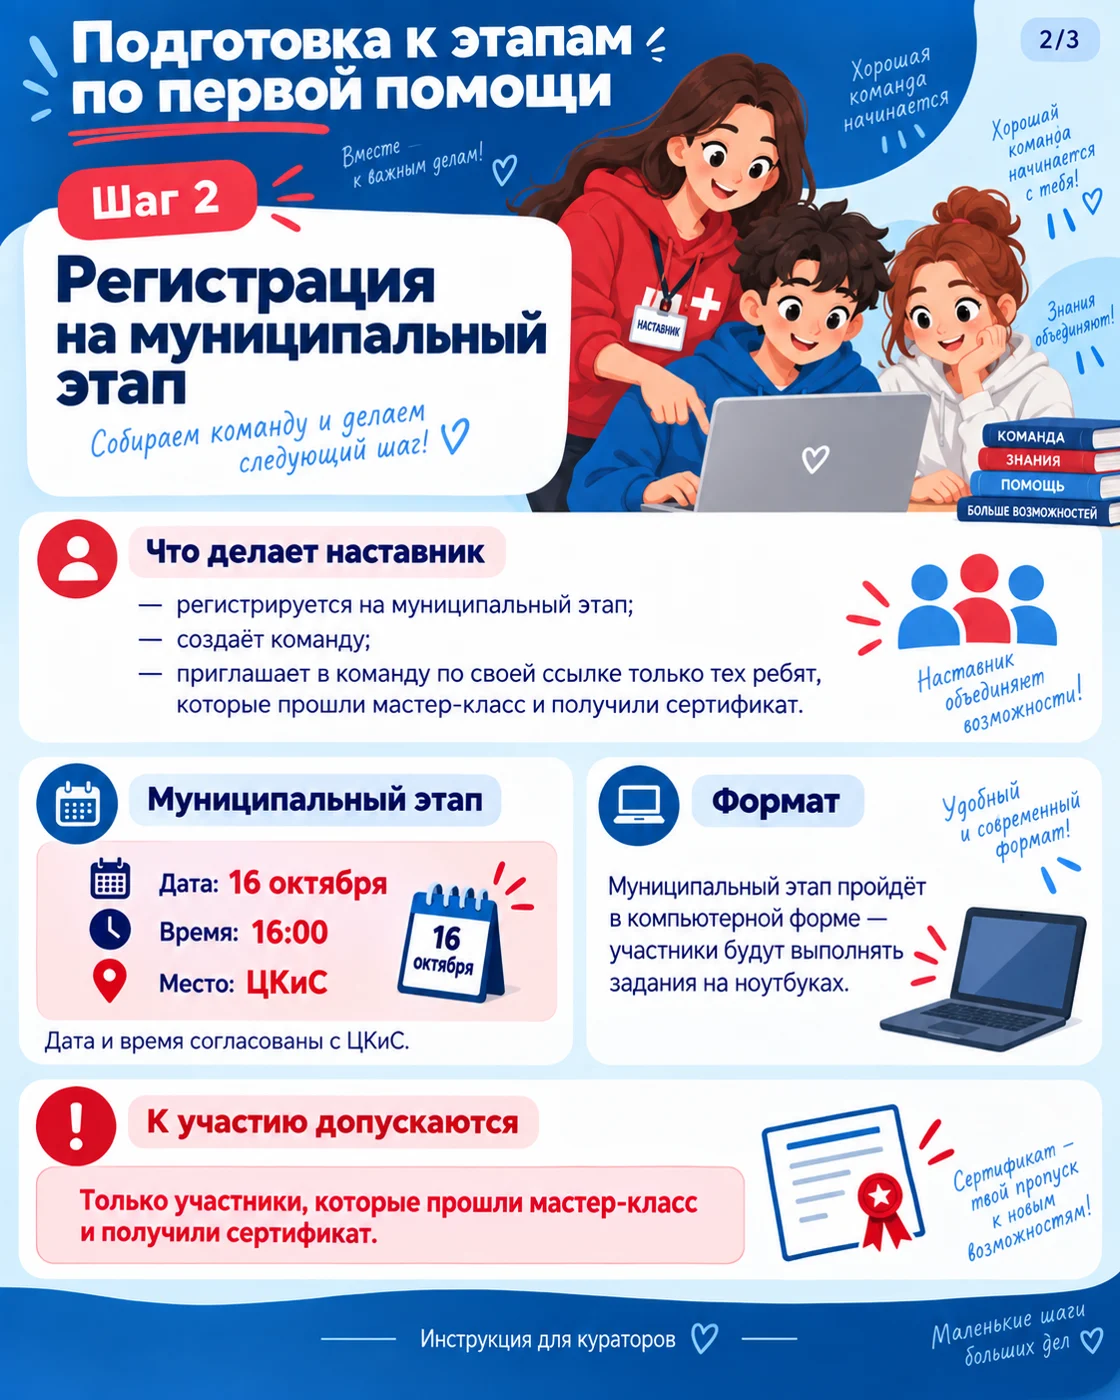 Подготовка к этапам
по первой помощи
2/3
Вместе —
к важным делам!
Хорошая
команда
начинается
Хорошай
команда
начинается
с тебя!
Шаг 2
Регистрация
на муниципальный
этап
Собираем команду и делаем
следующий шаг!
НАСТАВНИК
Знания
объединяют!
КОМАНДА
ЗНАНИЯ
ПОМОЩЬ
БОЛЬШЕ ВОЗМОЖНОСТЕЙ
Что делает наставник
— регистрируется на муниципальный этап;
— создаёт команду;
— приглашает в команду по своей ссылке только тех ребят,
которые прошли мастер-класс и получили сертификат.
Наставник
объединяет
возможности!
Муниципальный этап
Дата: 16 октября
Время: 16:00
Место: ЦКиС
16
октября
Дата и время согласованы с ЦКиС.
Формат
Удобный
и современный
формат!
Муниципальный этап пройдёт
в компьютерной форме —
участники будут выполнять
задания на ноутбуках.
К участию допускаются
Только участники, которые прошли мастер-класс
и получили сертификат.
Сертификат —
твой пропуск
к новым
возможностям!
Инструкция для кураторов
Маленькие шаги
больших дел